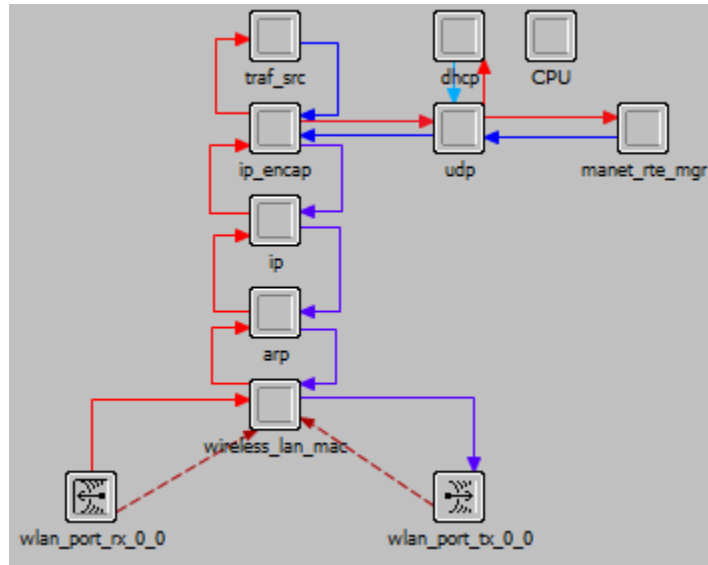 traf_src
dhcp
CPU
ip_encap
udp
manet_rte_mgr
ip
arp
wireless_lan_mac
wlan_port_rx_0_0
wlan_port_tx_0_0